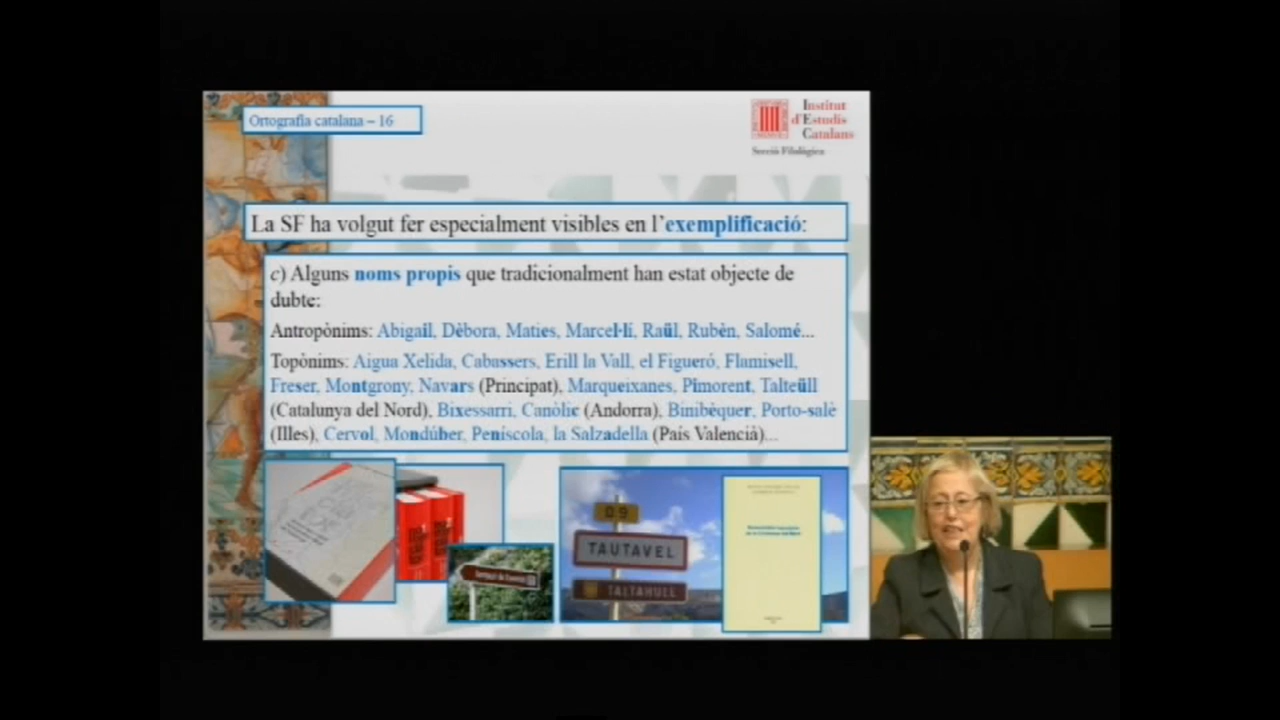 Ortografia catalana – 16
Institut
d'Estudis
Catalans
Secció Filològica
La SF ha volgut fer especialment visibles en l'exemplificació:
c) Alguns noms propis que tradicionalment han estat objecte de
dubte:
Antropònims: Abigaïl, Dèbora, Maties, Marcel·lí, Raül, Rubèn, Salomé...
Topònims: Aigua Xelida, Cabassers, Erill la Vall, el Figueró, Flamisell,
Freser, Montgrony, Navars (Principat), Marqueixanes, Pimorent, Talteüll
(Catalunya del Nord), Bixessarri, Canòlic (Andorra), Binibèquer, Porto-salè
(Illes), Cervol, Mondúber, Peníscola, la Salzadella (País Valencià)...
D 9
TAUTAVEL
TALTAHULL